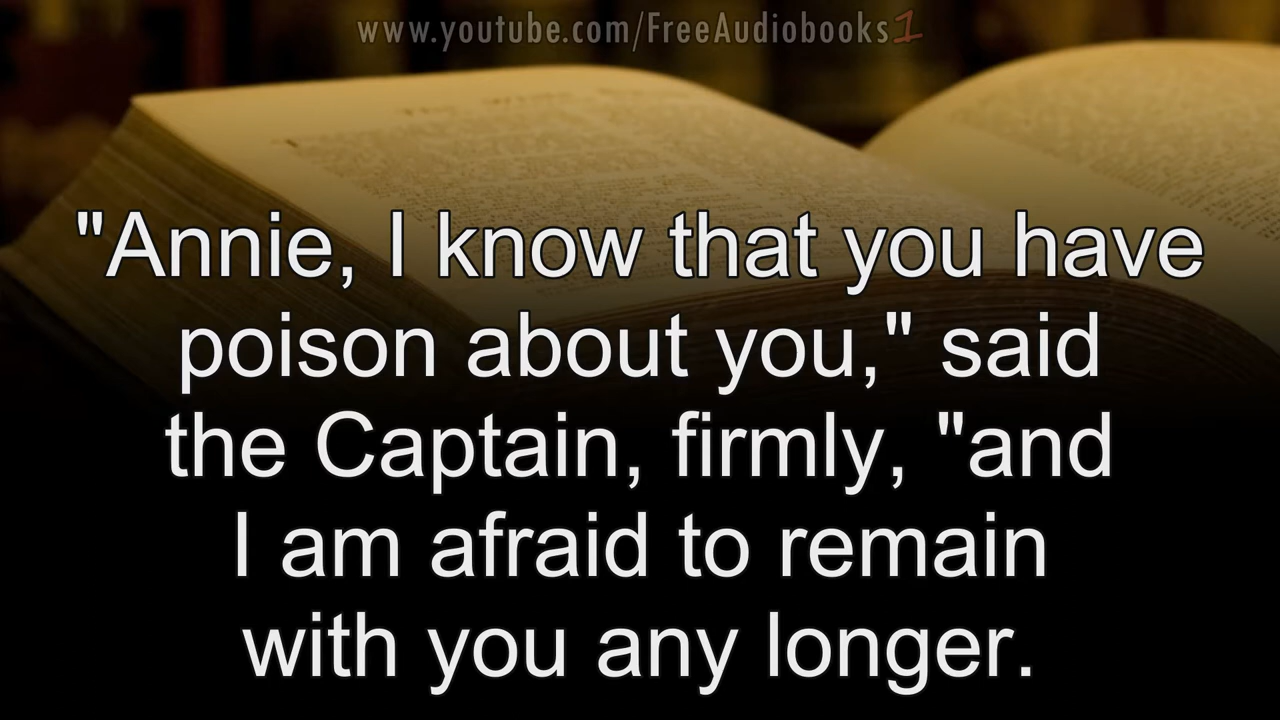 www.youtube.com/FreeAudiobooks1
"Annie, I know that you have
poison about you," said
the Captain, firmly, "and
I am afraid to remain
with you any longer.